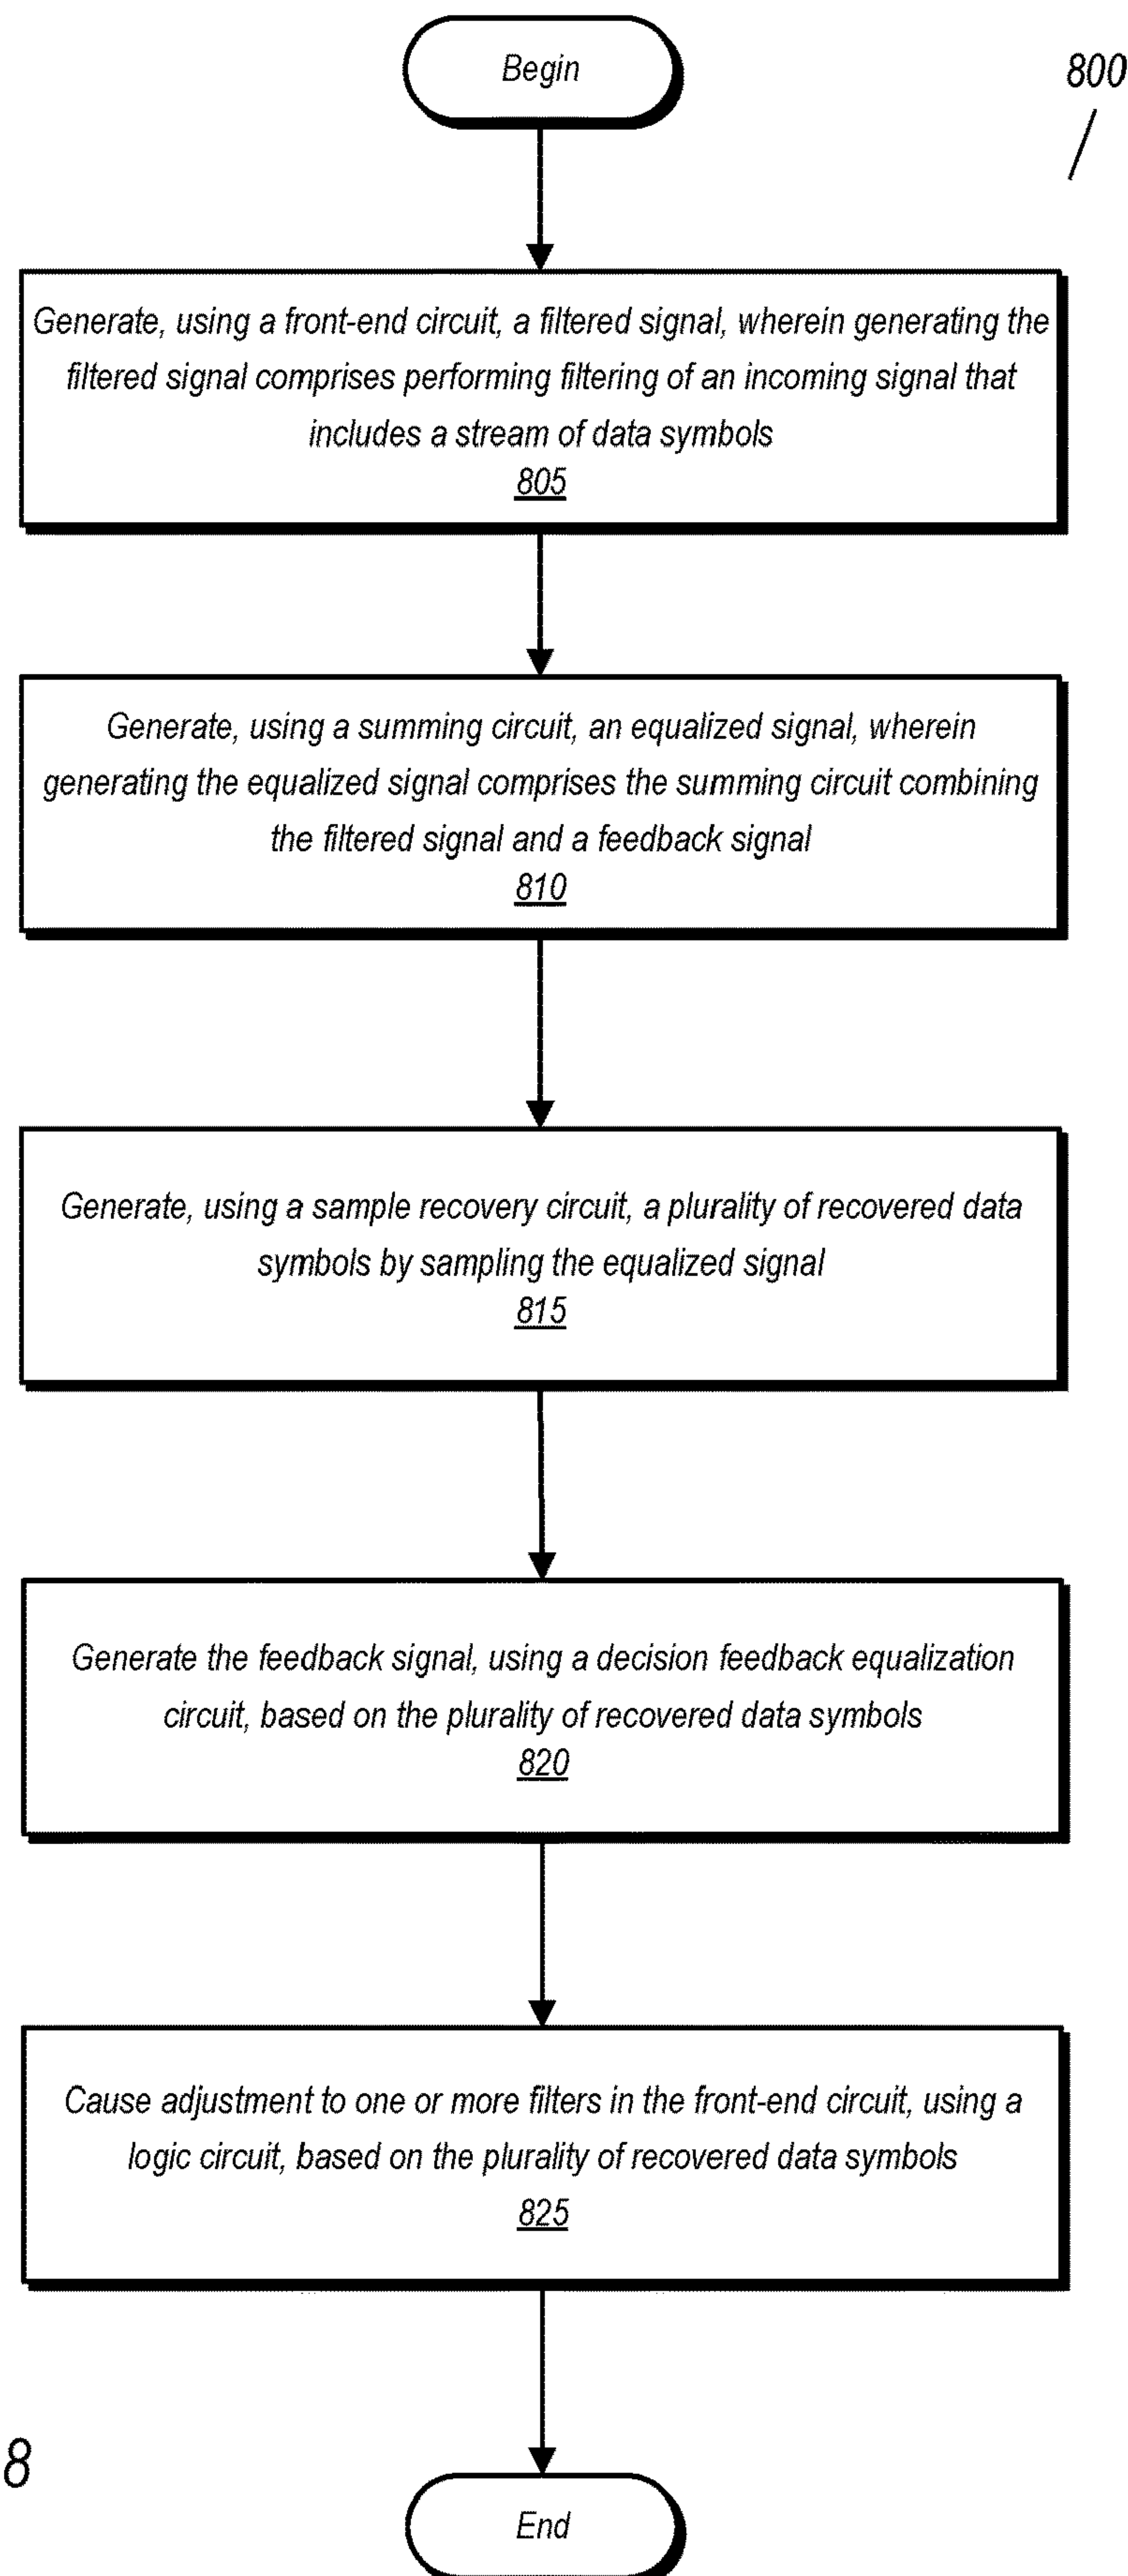 Begin
800
Generate, using a front-end circuit, a filtered signal, wherein generating the
filtered signal comprises performing filtering of an incoming signal that
includes a stream of data symbols
805
Generate, using a summing circuit, an equalized signal, wherein
generating the equalized signal comprises the summing circuit combining
the filtered signal and a feedback signal
810
Generate, using a sample recovery circuit, a plurality of recovered data
symbols by sampling the equalized signal
815
Generate the feedback signal, using a decision feedback equalization
circuit, based on the plurality of recovered data symbols
820
Cause adjustment to one or more filters in the front-end circuit, using a
logic circuit, based on the plurality of recovered data symbols
825
8
End